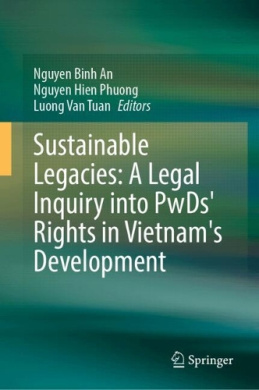 Nguyen Binh An
Nguyen Hien Phuong
Luong Van Tuan Editors
Sustainable
Legacies: A Legal
Inquiry into PwDs'
Rights in Vietnam's
Development
Springer